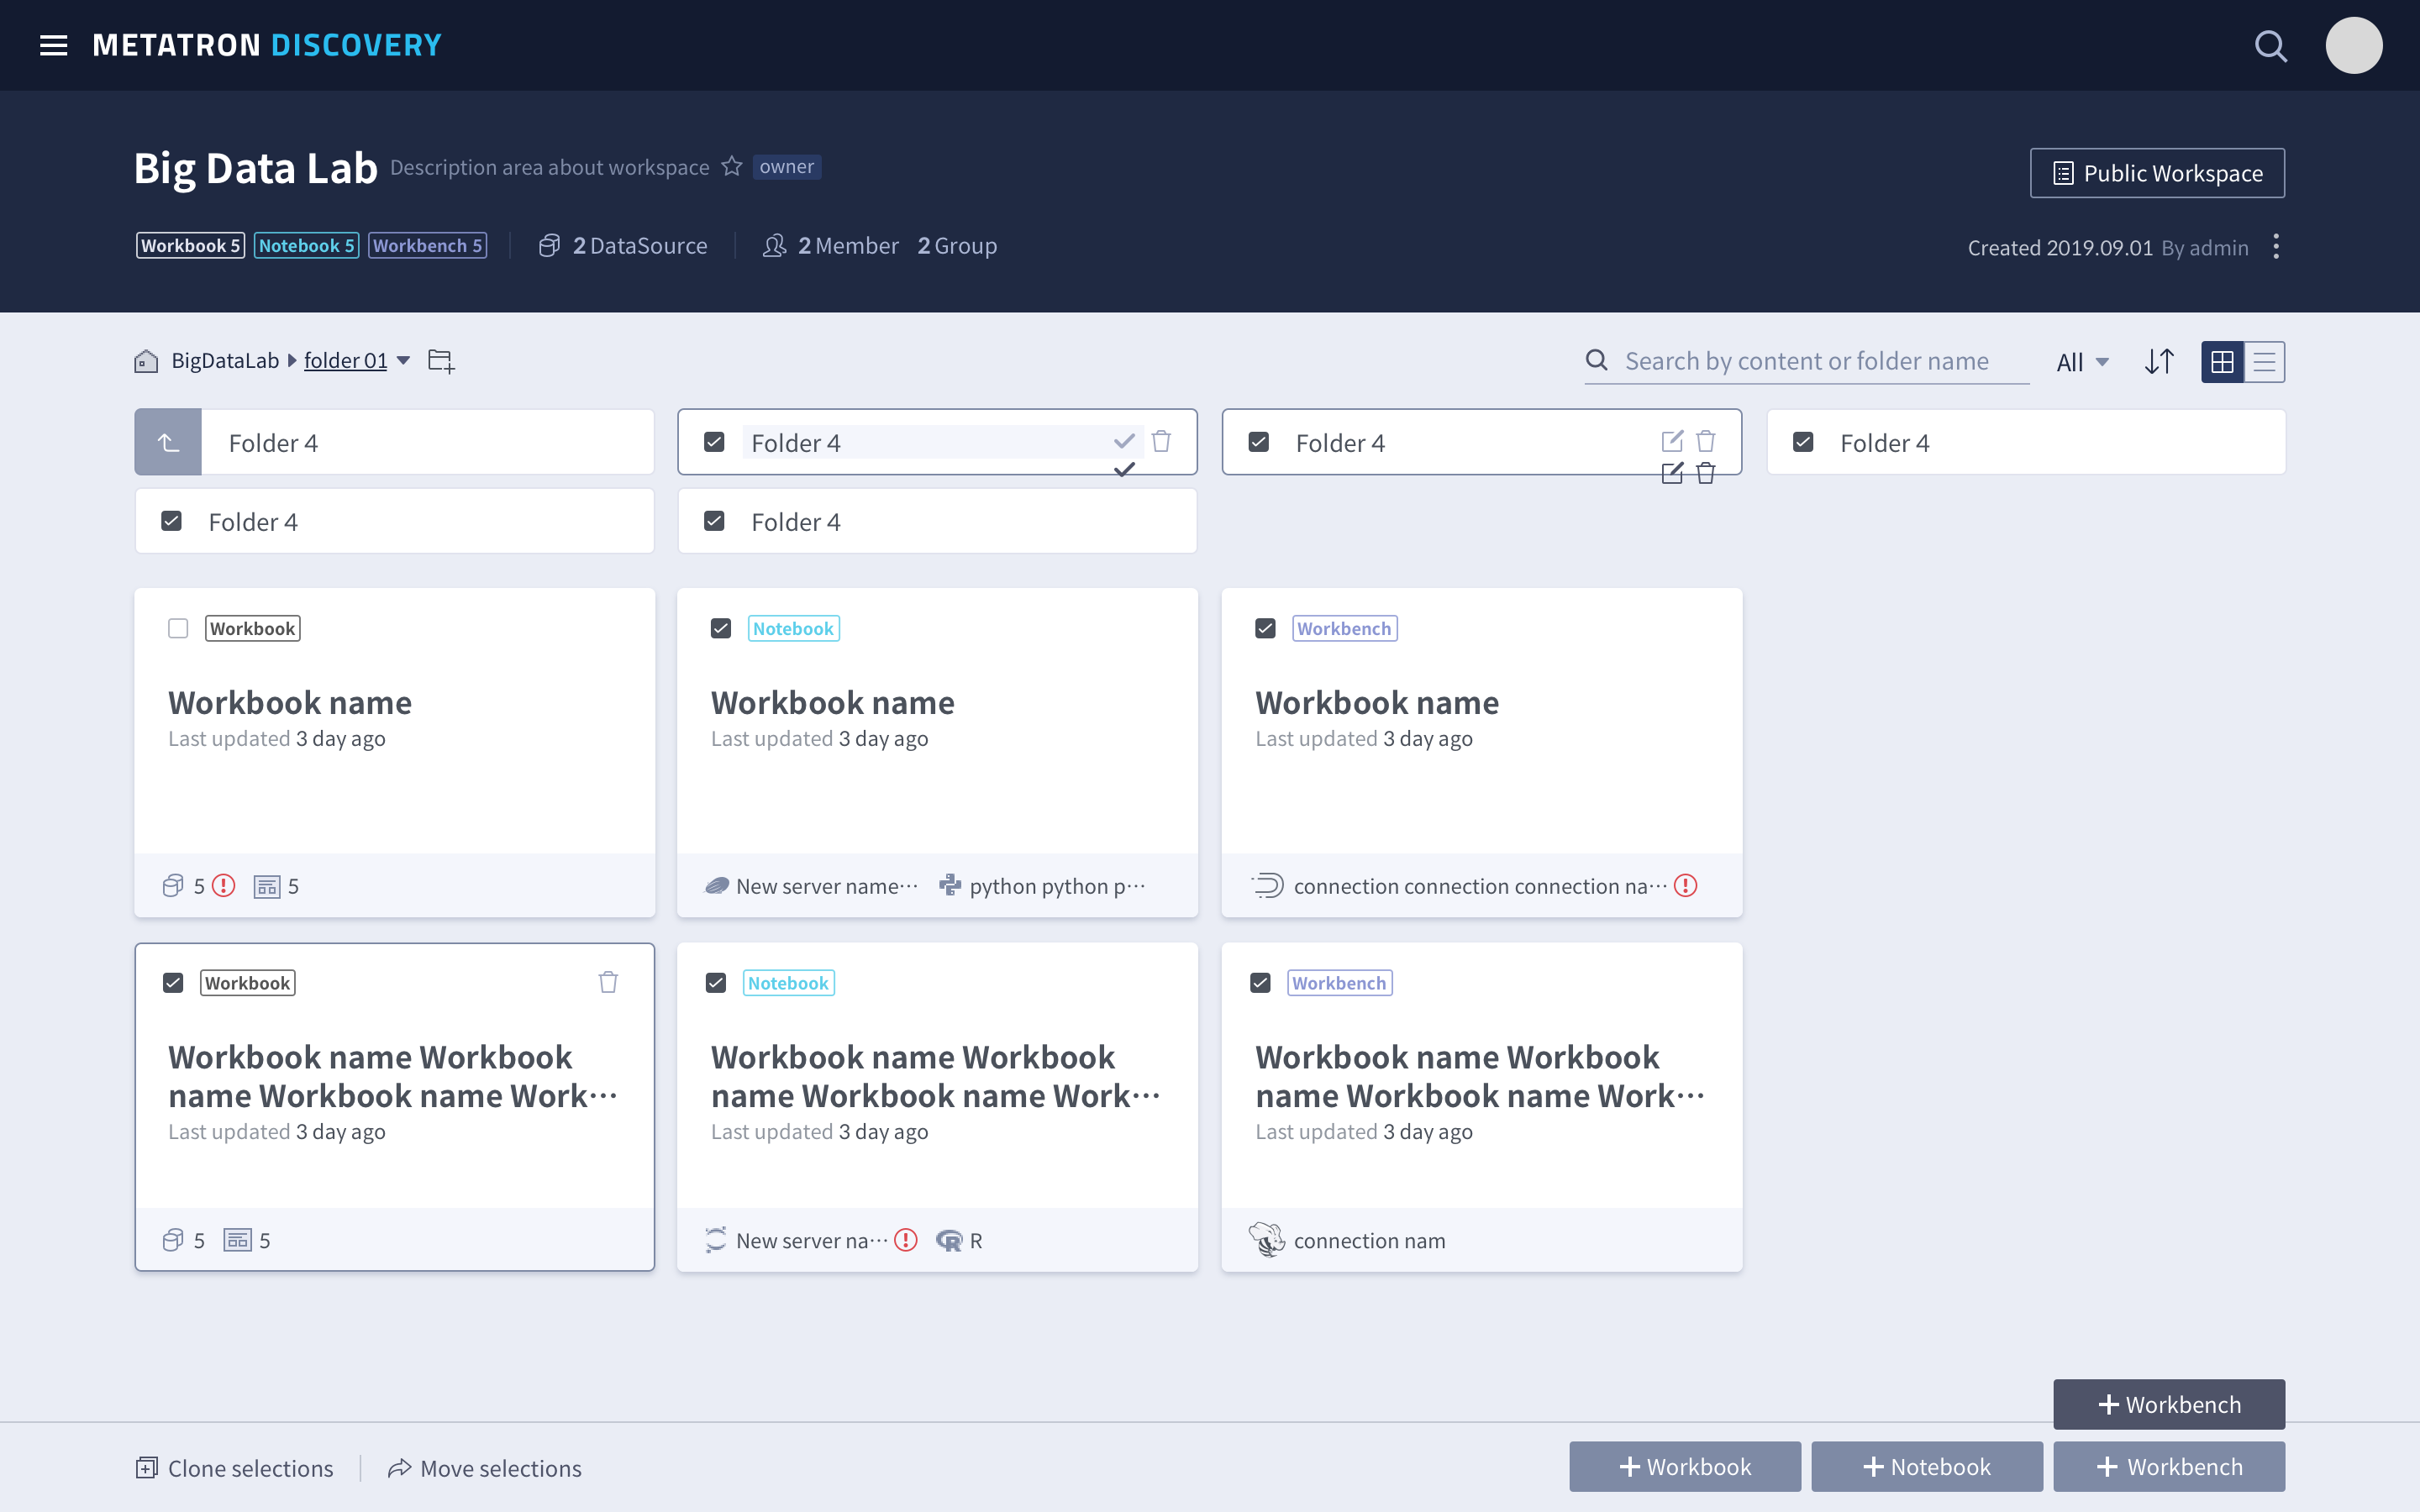 METATRON DISCOVERY
Big Data Lab Description area about workspace owner
Public Workspace
Workbook 5 Notebook 5 Workbench 5 2 DataSource 2 Member 2 Group
Created 2019.09.01 By admin
BigDataLab folder 01
Search by content or folder name All
Folder 4 Folder 4 Folder 4 Folder 4
Folder 4 Folder 4
Workbook Notebook Workbench
Workbook name Workbook name Workbook name
Last updated 3 day ago Last updated 3 day ago Last updated 3 day ago
5 5 New server name··· python python p··· connection connection connection na···
Workbook Notebook Workbench
Workbook name Workbook Workbook name Workbook Workbook name Workbook
name Workbook name Work··· name Workbook name Work··· name Workbook name Work···
Last updated 3 day ago Last updated 3 day ago Last updated 3 day ago
5 5 New server na··· R R connection nam
+ Workbench
Clone selections Move selections + Workbook + Notebook + Workbench